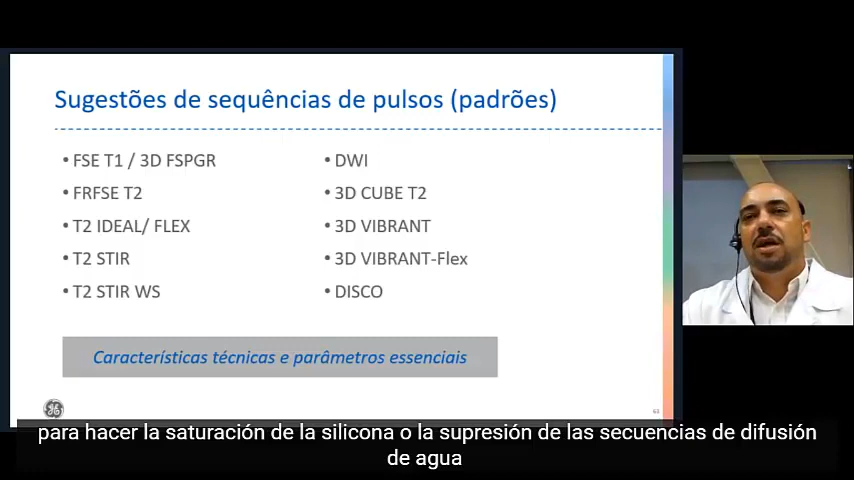 Sugestões de sequências de pulsos (padrões)
• FSE T1 / 3D FSPGR
• FRFSE T2
• T2 IDEAL/ FLEX
• T2 STIR
• T2 STIR WS
• DWI
• 3D CUBE T2
• 3D VIBRANT
• 3D VIBRANT-Flex
• DISCO
Características técnicas e parâmetros essenciais
para hacer la saturación de la silicona o la supresión de las secuencias de difusión
de agua